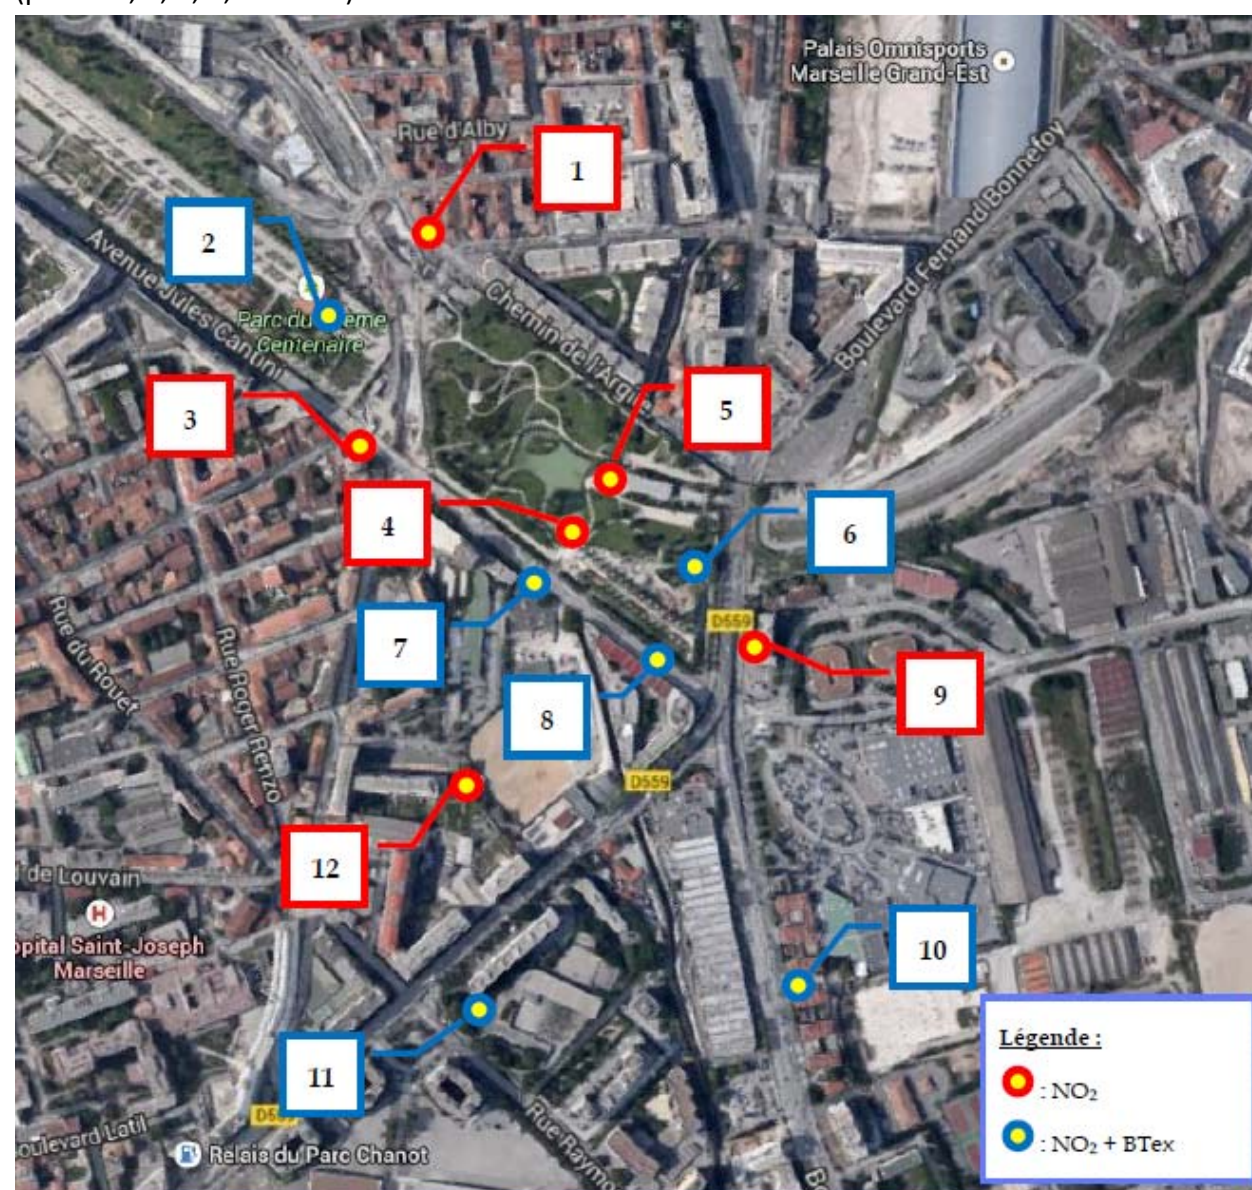 Palais Omnisports
Marseille Grand-Est
Rue d'Alby
1
2
Avenue Jules Cantini
Parc du
Centenaire
Chemin de l'Argile
Boulevard Fernand Bonnefoy
3
5
4
6
7
D559
8
9
Rue du Rouet
Rue Roger Renzo
D559
12
de Louvain
H
pital Saint-Joseph
Marseille
10
11
Légende :
: NO₂
: NO₂ + BTex
oulevard Latil
Relais du Parc Chanot
Rue Raymo